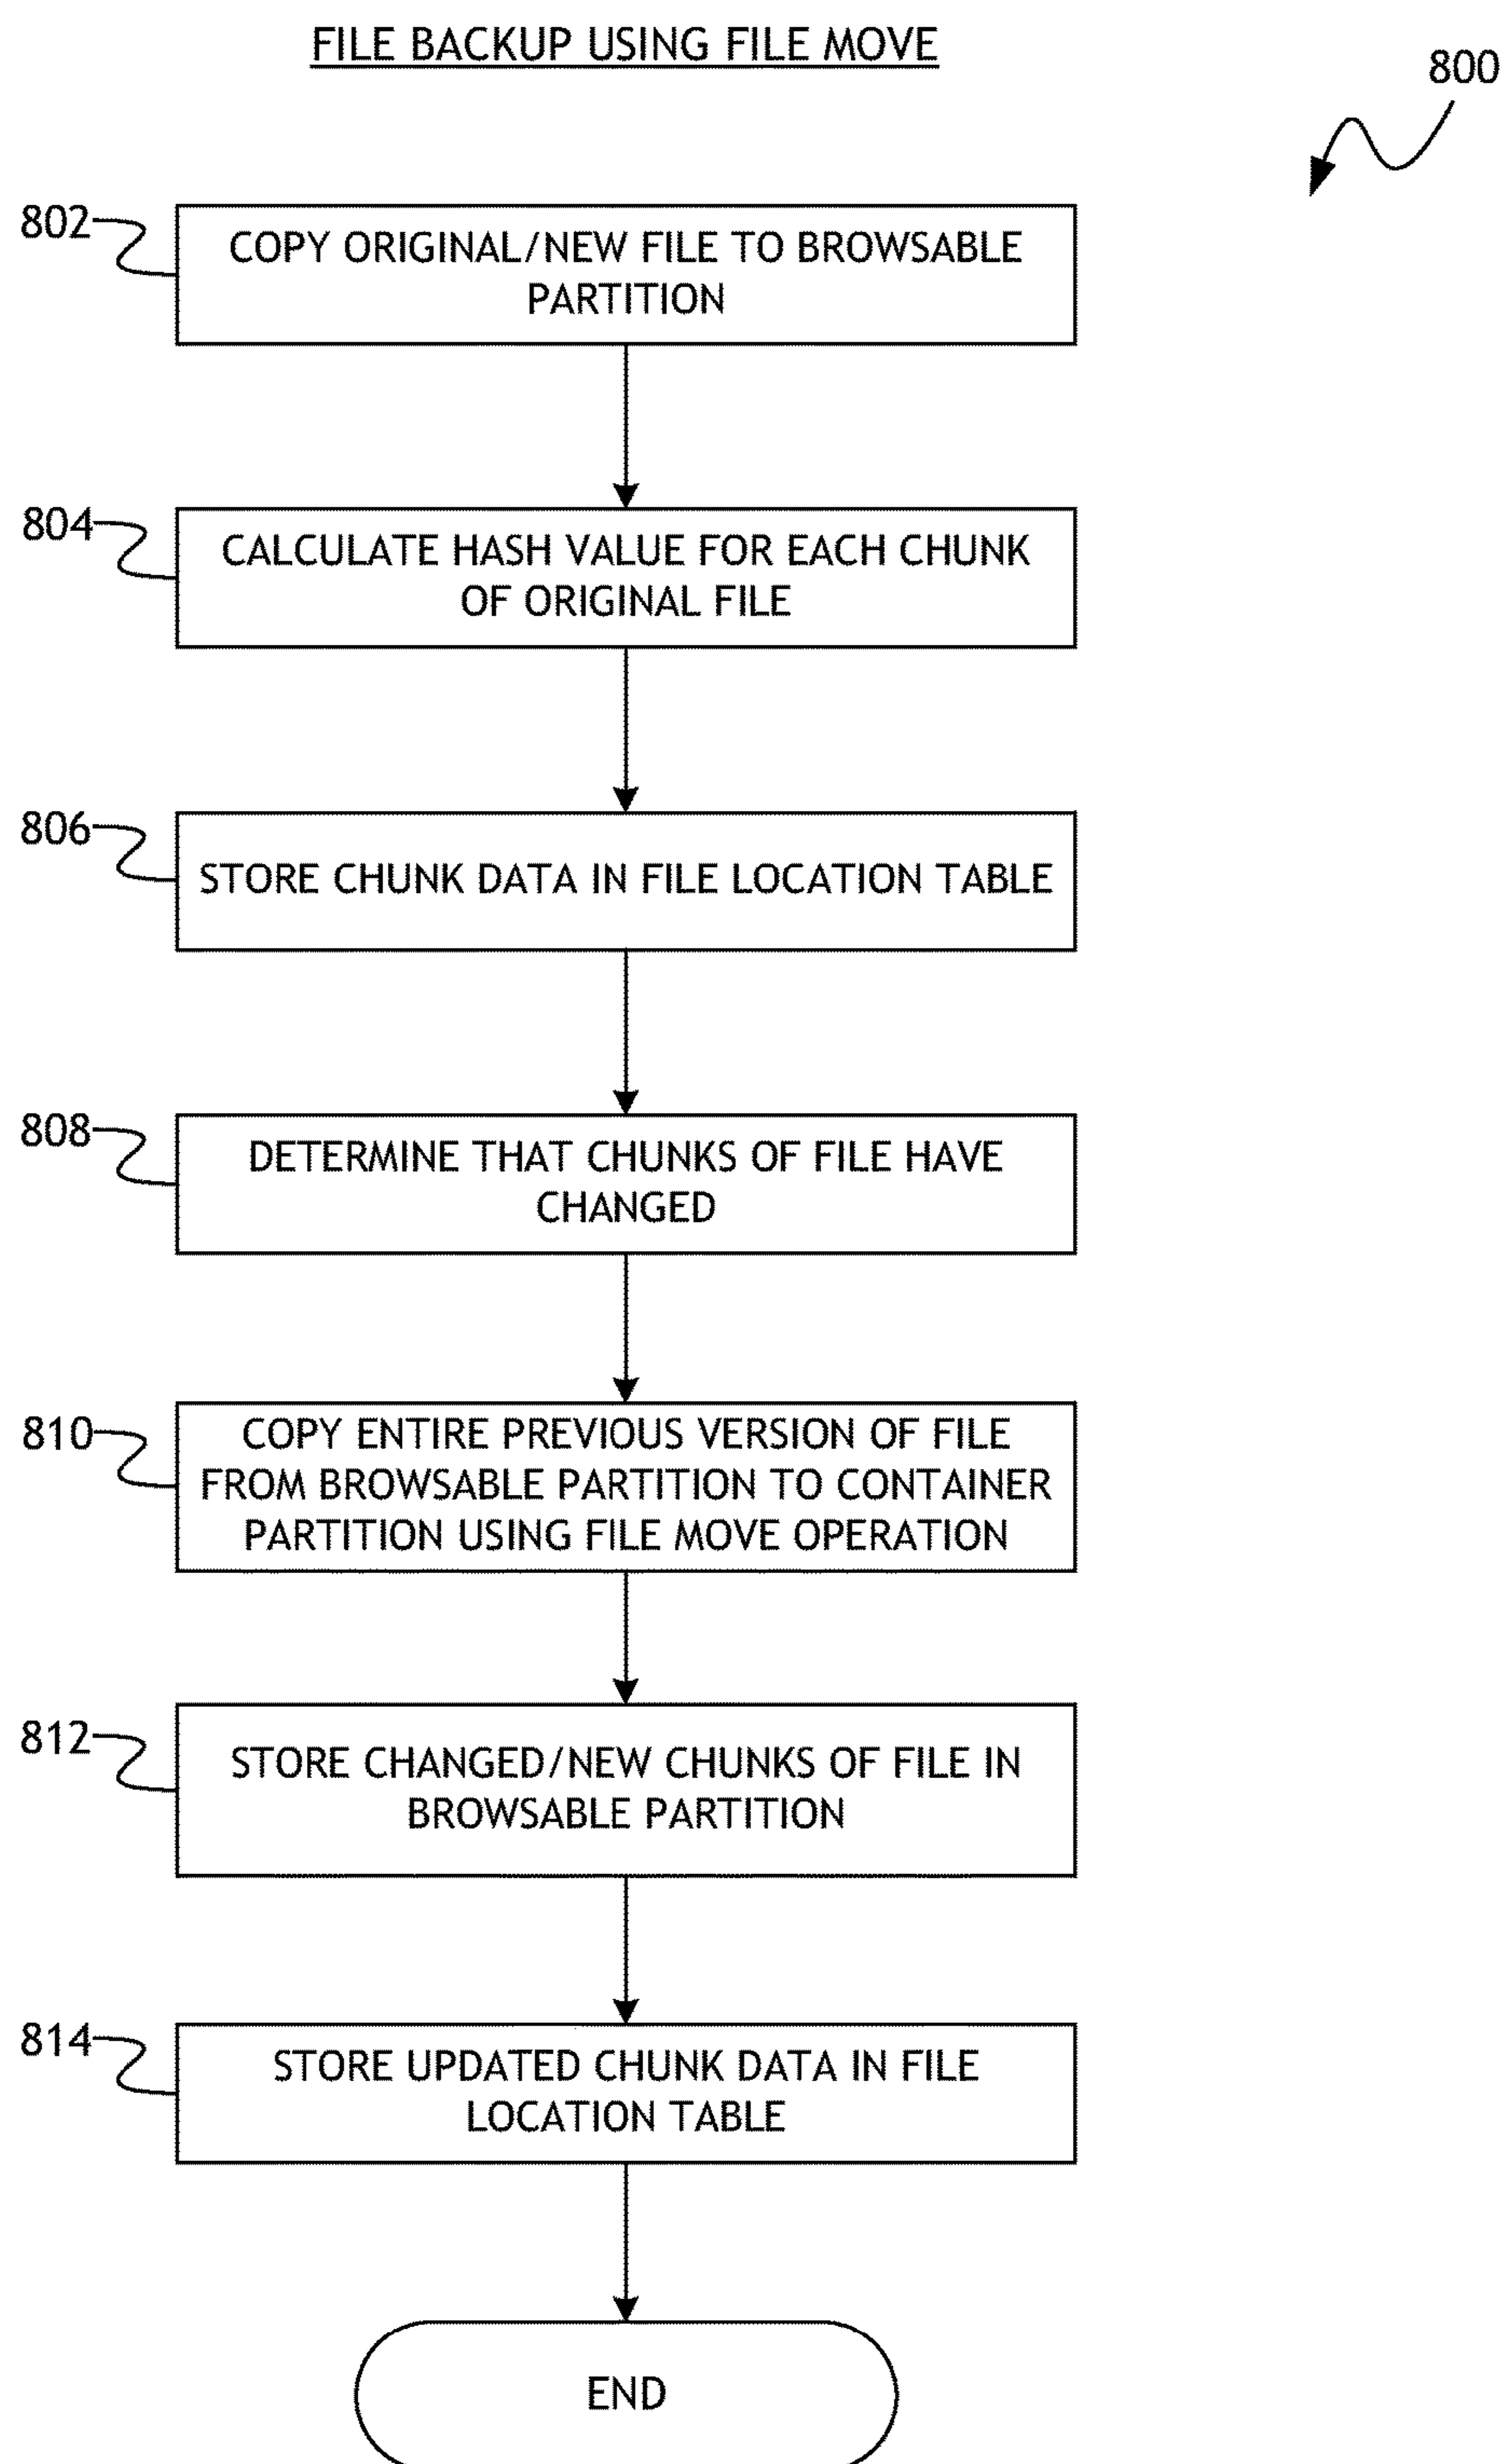 FILE BACKUP USING FILE MOVE
800
802
COPY ORIGINAL/NEW FILE TO BROWSABLE
PARTITION
804
CALCULATE HASH VALUE FOR EACH CHUNK
OF ORIGINAL FILE
806
STORE CHUNK DATA IN FILE LOCATION TABLE
808
DETERMINE THAT CHUNKS OF FILE HAVE
CHANGED
810
COPY ENTIRE PREVIOUS VERSION OF FILE
FROM BROWSABLE PARTITION TO CONTAINER
PARTITION USING FILE MOVE OPERATION
812
STORE CHANGED/NEW CHUNKS OF FILE IN
BROWSABLE PARTITION
814
STORE UPDATED CHUNK DATA IN FILE
LOCATION TABLE
END